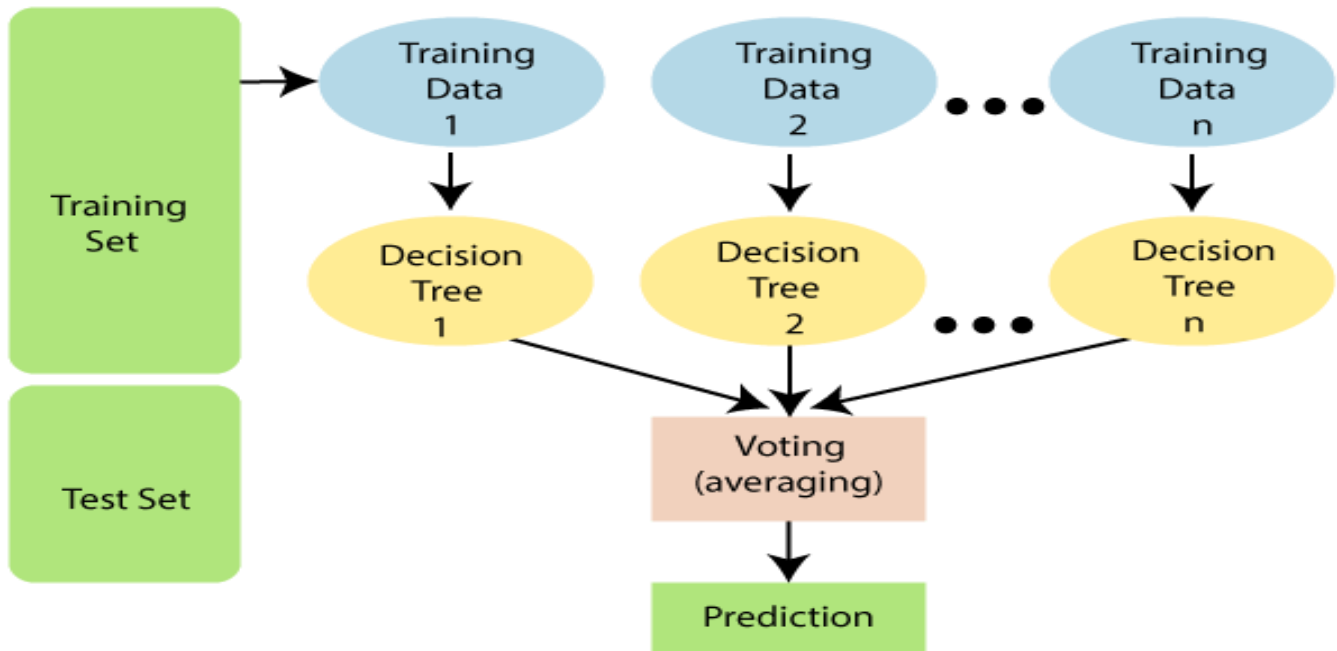 Training
Set
Test Set
Training
Data
1
Training
Data
2
Training
Data
n
Decision
Tree
1
Decision
Tree
2
Decision
Tree
n
Voting
(averaging)
Prediction